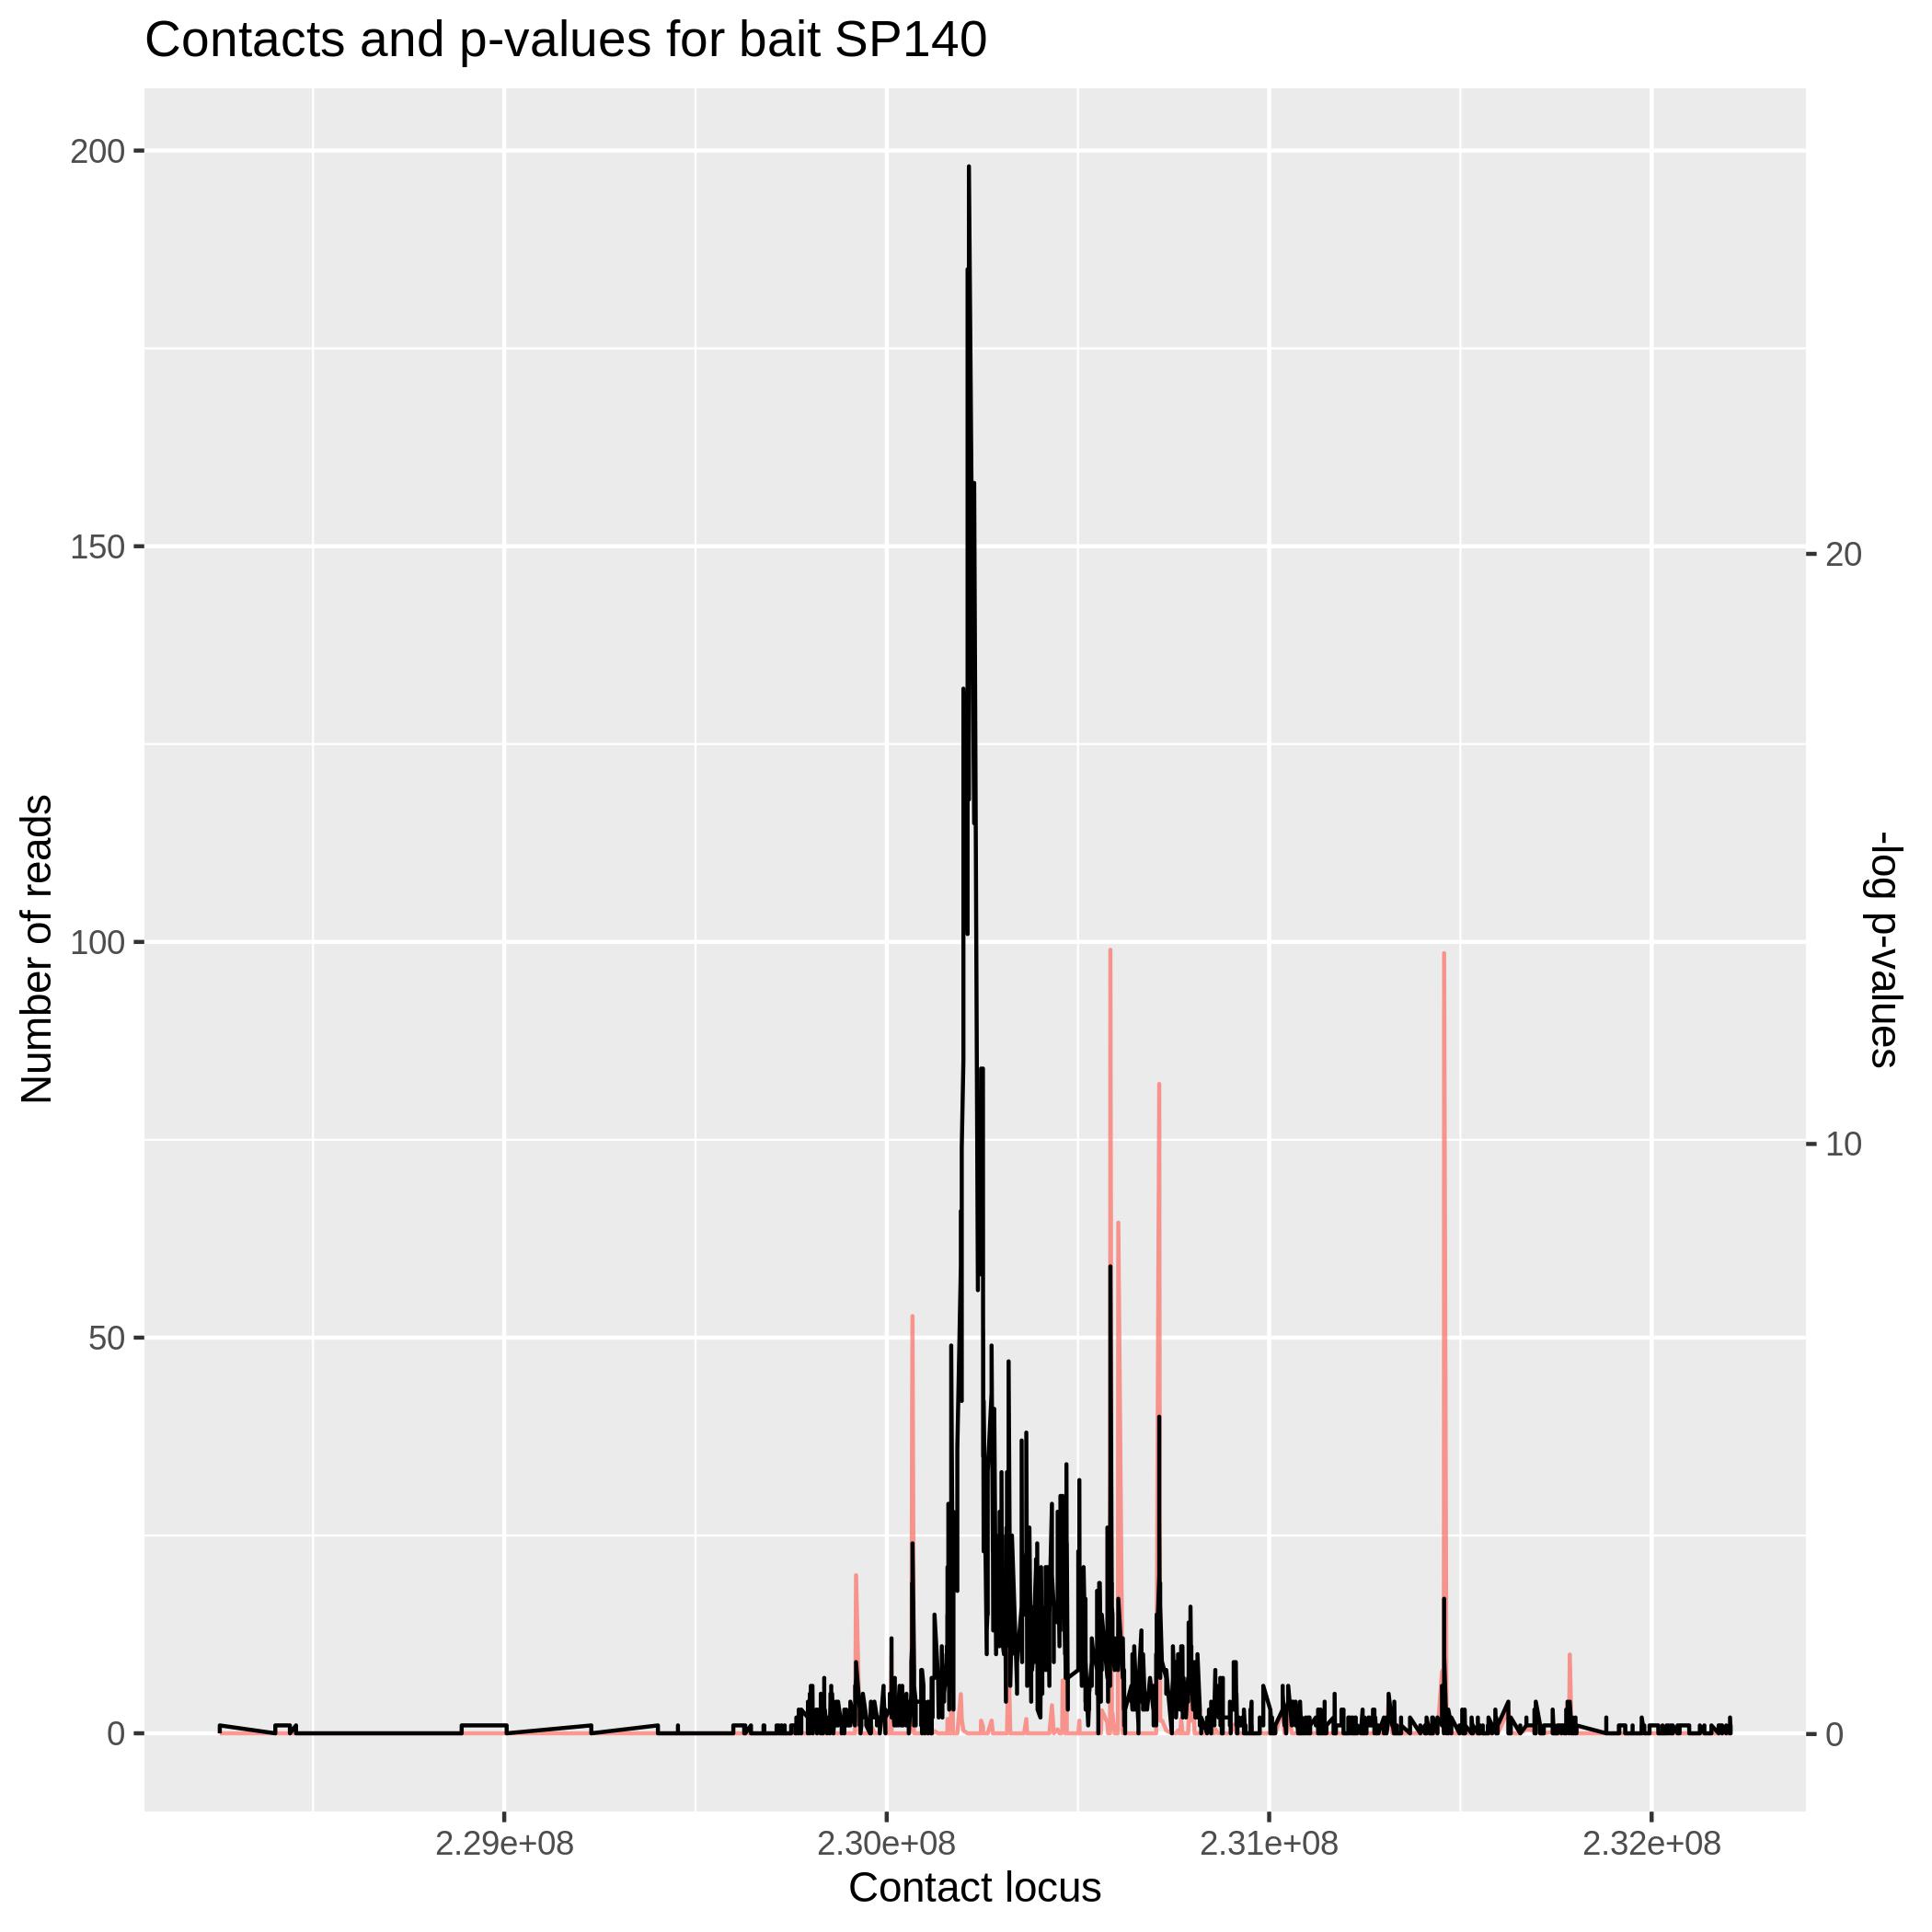 Contacts and p-values for bait SP140
200
150
100
50
0
Number of reads
20
10
0
-log p-values
2.29e+08
2.30e+08
2.31e+08
2.32e+08
Contact locus